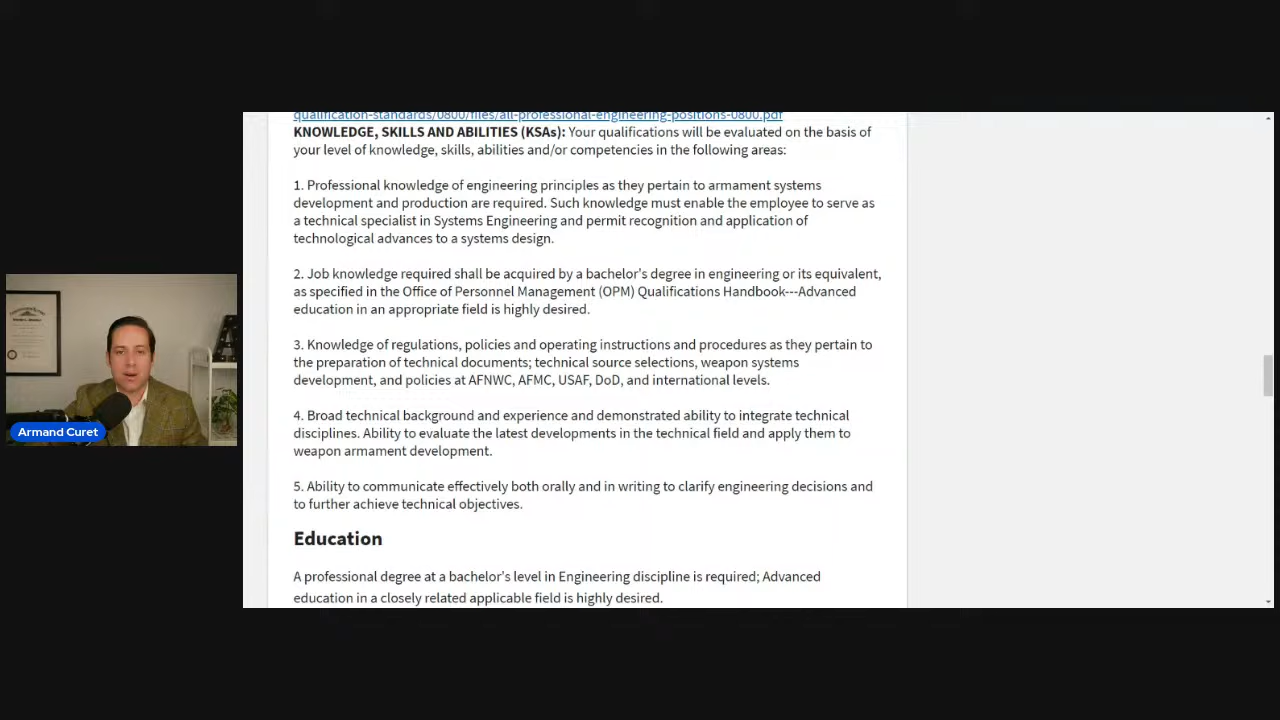 qualification-standards/0800/files/all-professional-engineering-positions-0800.pdf
KNOWLEDGE, SKILLS AND ABILITIES (KSAs): Your qualifications will be evaluated on the basis of
your level of knowledge, skills, abilities and/or competencies in the following areas:
1. Professional knowledge of engineering principles as they pertain to armament systems
development and production are required. Such knowledge must enable the employee to serve as
a technical specialist in Systems Engineering and permit recognition and application of
technological advances to a systems design.
2. Job knowledge required shall be acquired by a bachelor's degree in engineering or its equivalent,
as specified in the Office of Personnel Management (OPM) Qualifications Handbook---Advanced
education in an appropriate field is highly desired.
3. Knowledge of regulations, policies and operating instructions and procedures as they pertain to
the preparation of technical documents; technical source selections, weapon systems
development, and policies at AFNWC, AFMC, USAF, DoD, and international levels.
4. Broad technical background and experience and demonstrated ability to integrate technical
disciplines. Ability to evaluate the latest developments in the technical field and apply them to
weapon armament development.
5. Ability to communicate effectively both orally and in writing to clarify engineering decisions and
to further achieve technical objectives.
Education
A professional degree at a bachelor's level in Engineering discipline is required; Advanced
education in a closely related applicable field is highly desired.
Armand Curet